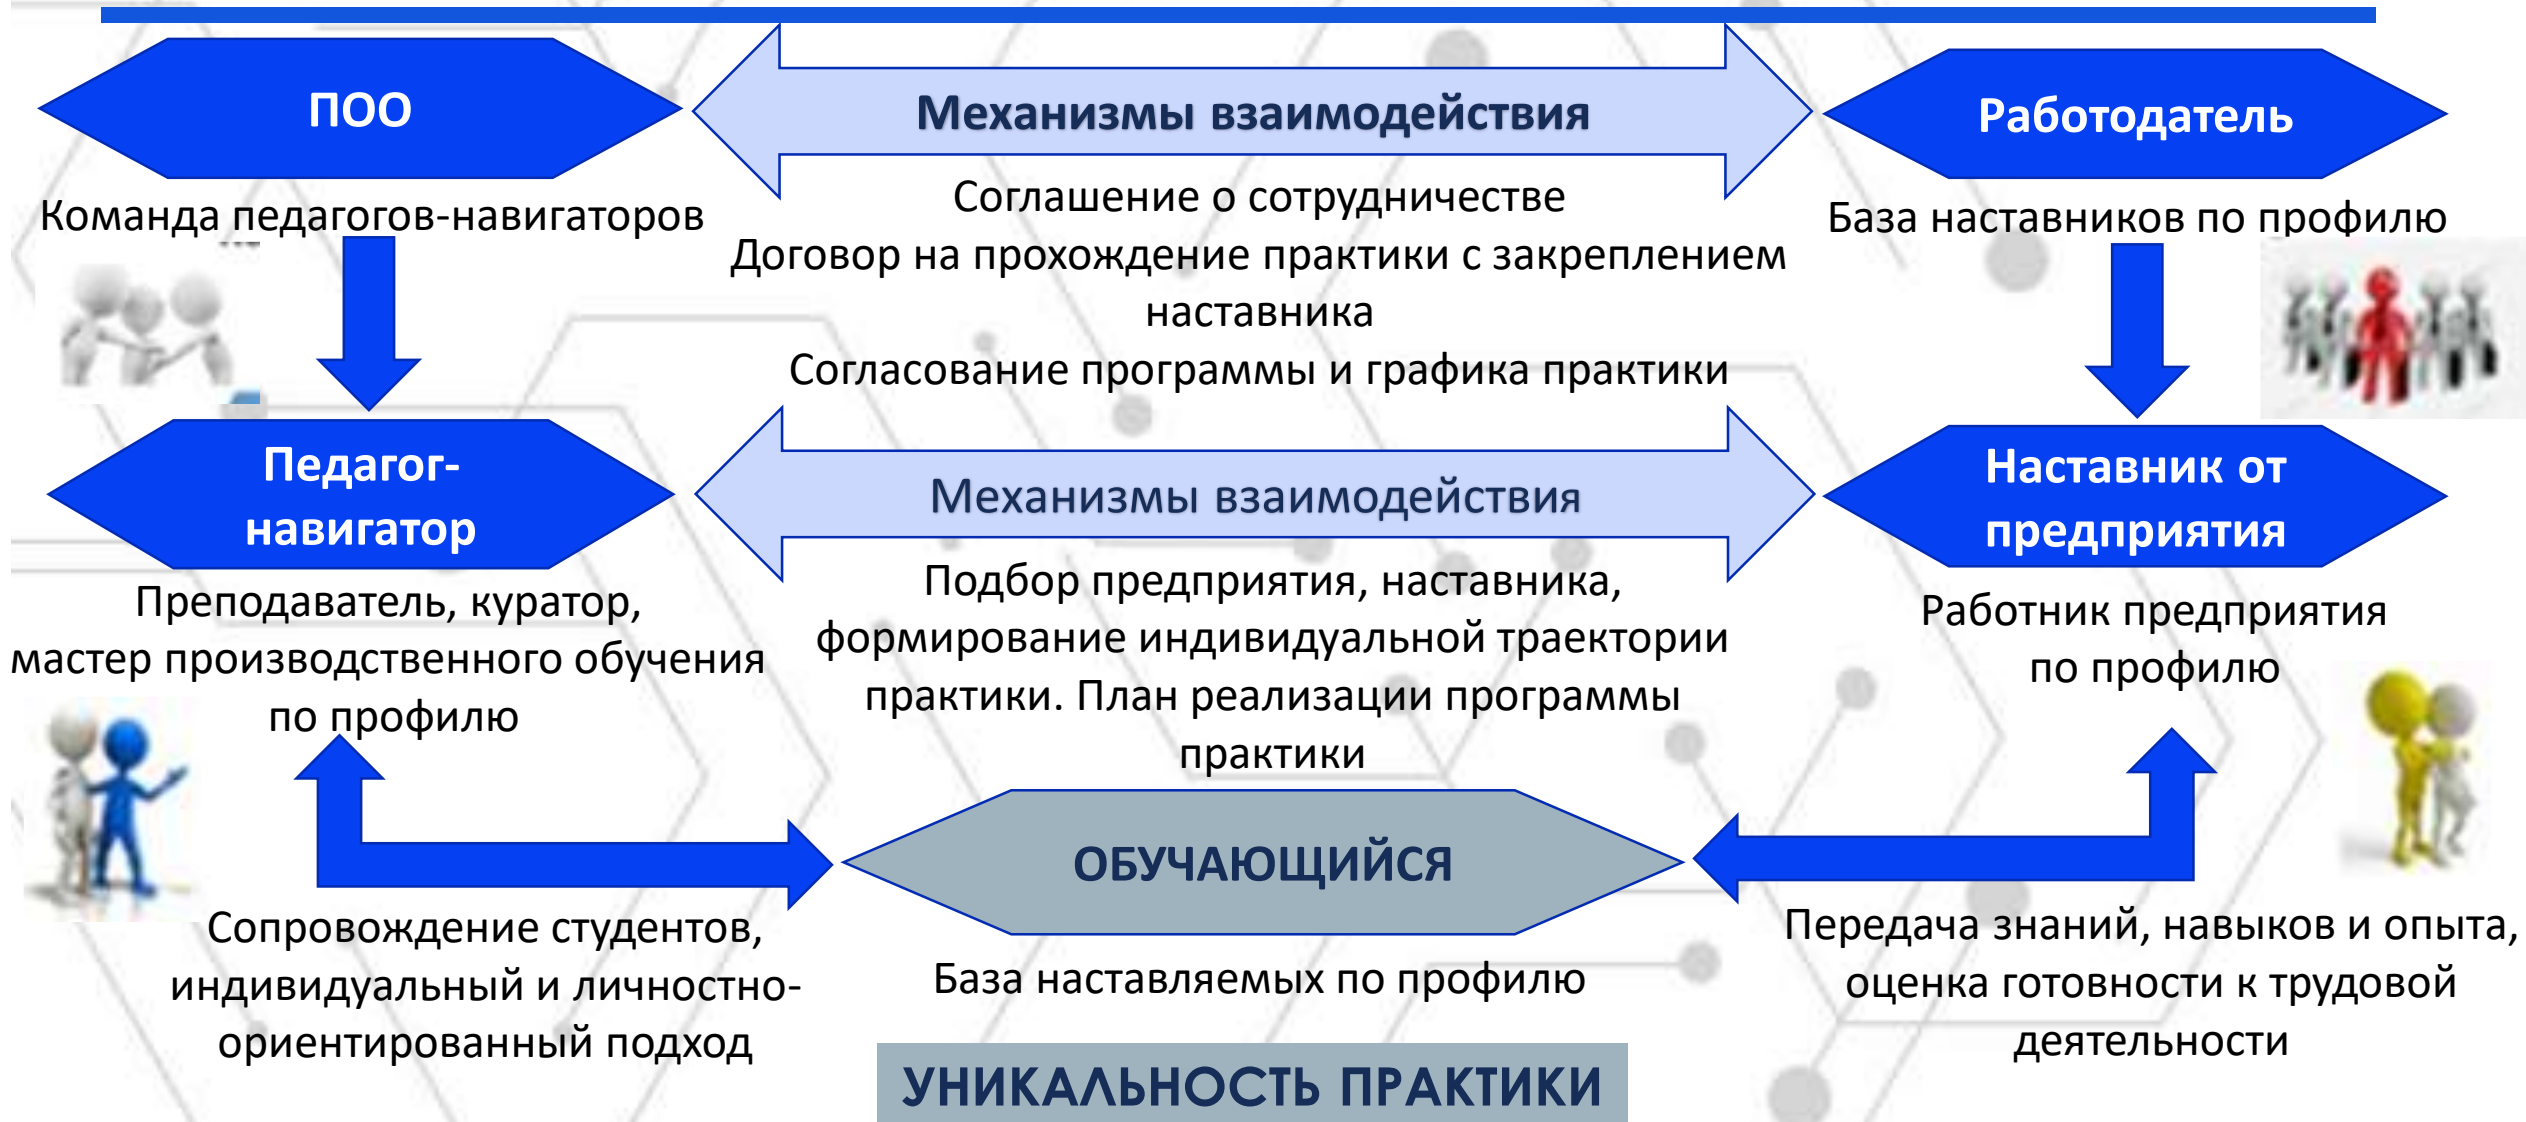 ПОО
Механизмы взаимодействия
Работодатель
Команда педагогов-навигаторов
Соглашение о сотрудничестве
Договор на прохождение практики с закреплением
наставника
Согласование программы и графика практики
База наставников по профилю
Педагог-
навигатор
Механизмы взаимодействия
Наставник от
предприятия
Преподаватель, куратор,
мастер производственного обучения
по профилю
Подбор предприятия, наставника,
формирование индивидуальной траектории
практики. План реализации программы
практики
Работник предприятия
по профилю
ОБУЧАЮЩИЙСЯ
Сопровождение студентов,
индивидуальный и личностно-
ориентированный подход
База наставляемых по профилю
Передача знаний, навыков и опыта,
оценка готовности к трудовой
деятельности
УНИКАЛЬНОСТЬ ПРАКТИКИ